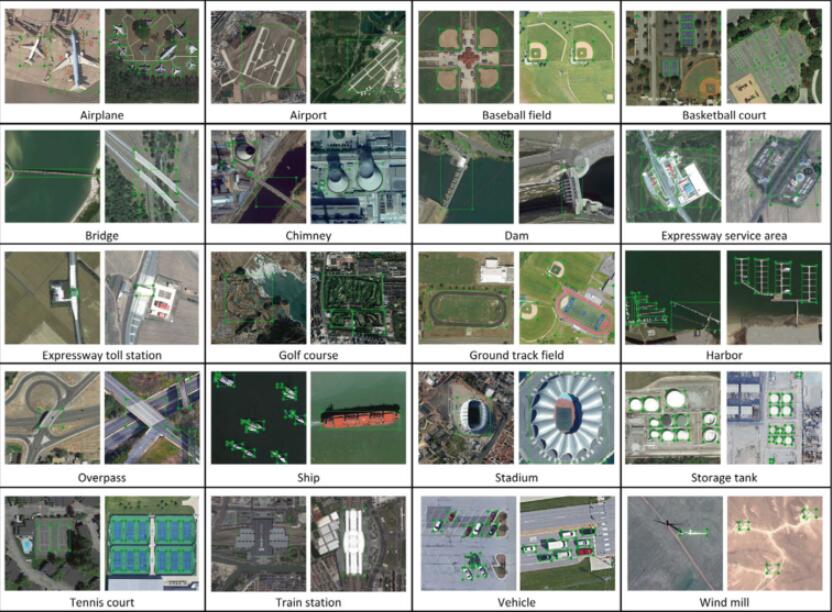 Airplane
Airport
Baseball field
Basketball court
Bridge
Chimney
Dam
Expressway service area
Expressway toll station
Golf course
Ground track field
Harbor
Overpass
Ship
Stadium
Storage tank
Tennis court
Train station
Vehicle
Wind mill